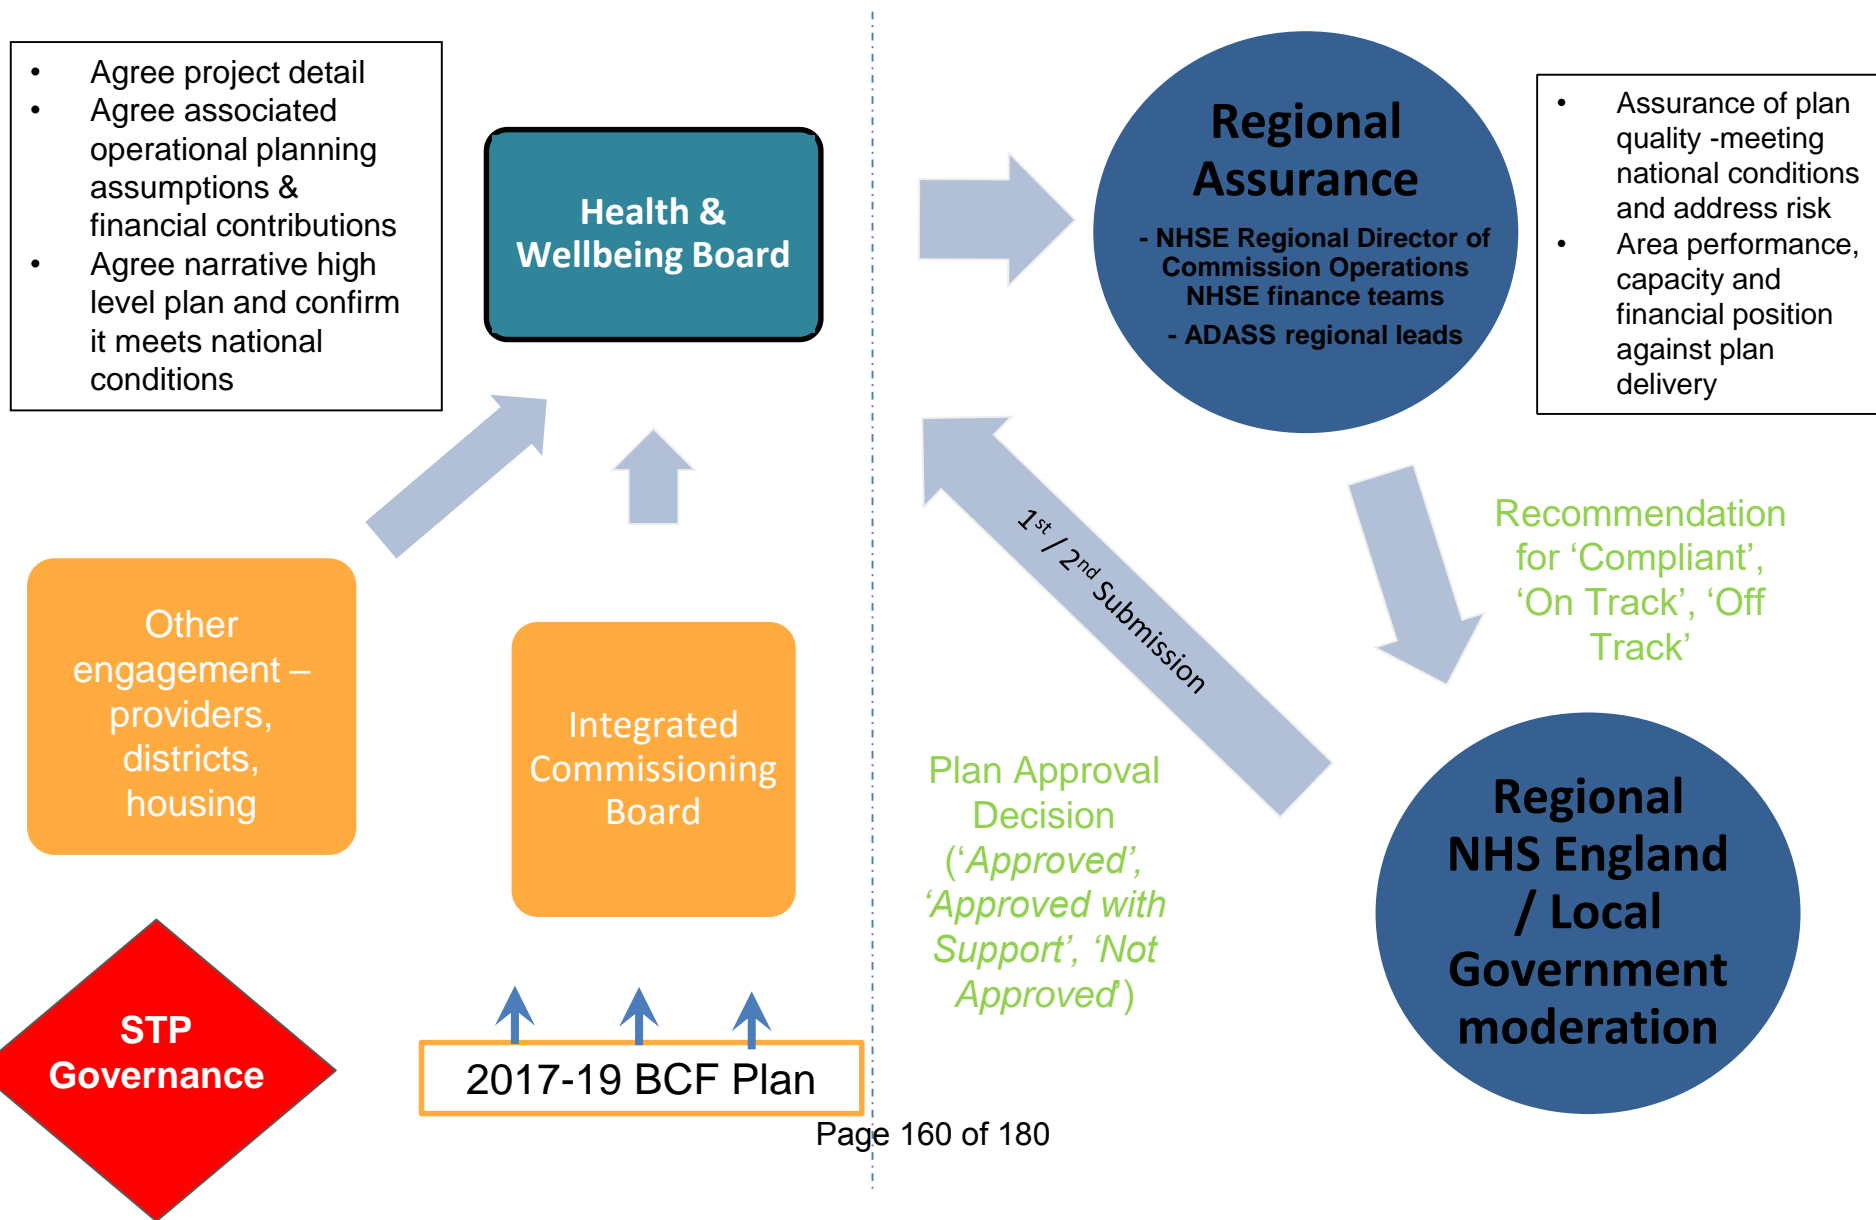 • Agree project detail
• Agree associated
operational planning
assumptions &
financial contributions
• Agree narrative high
level plan and confirm
it meets national
conditions
Health &
Wellbeing Board
Regional
Assurance
- NHSE Regional Director of
Commission Operations
NHSE finance teams
- ADASS regional leads
• Assurance of plan
quality -meeting
national conditions
and address risk
• Area performance,
capacity and
financial position
against plan
delivery
Other
engagement –
providers,
districts,
housing
Integrated
Commissioning
Board
1st / 2nd Submission
Recommendation
for ‘Compliant’,
‘On Track’, ‘Off
Track’
Plan Approval
Decision
(‘Approved’,
‘Approved with
Support’, ‘Not
Approved’)
Regional
NHS England
/ Local
Government
moderation
STP
Governance
2017-19 BCF Plan
Page 160 of 180